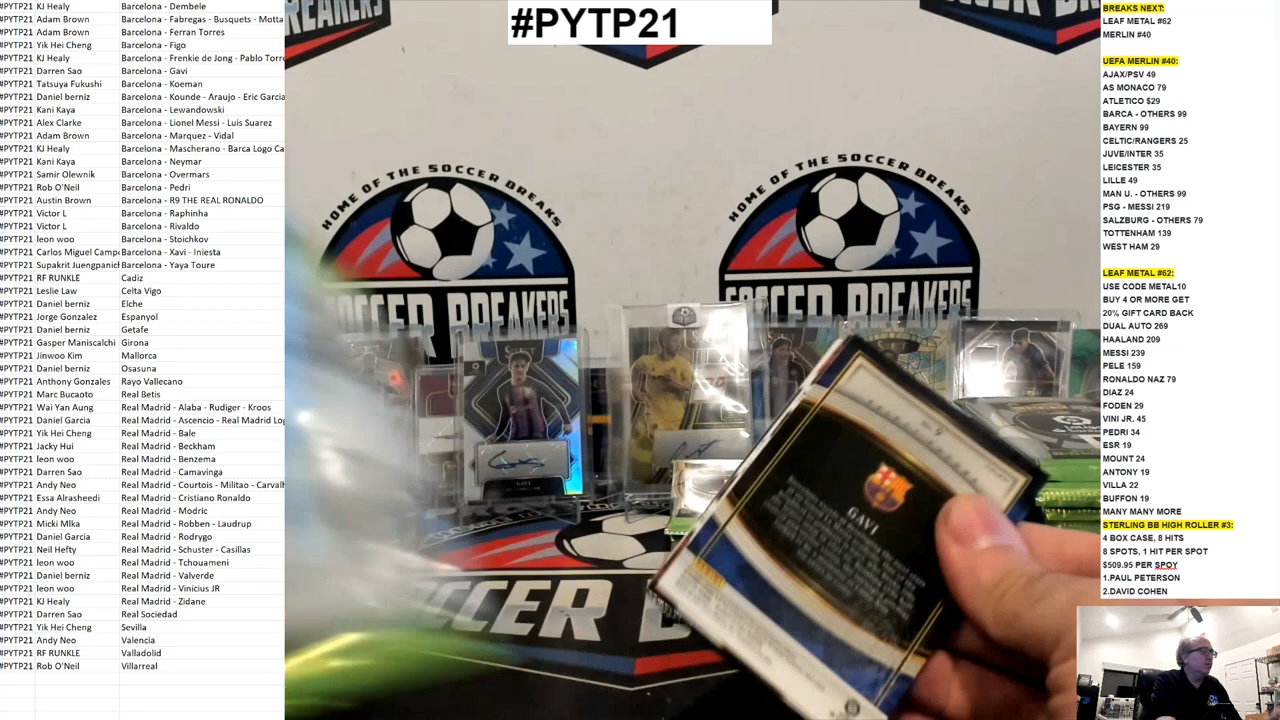 #PYTP21
#PYTP21 KJ Healy Barcelona - Dembele
#PYTP21 Adam Brown Barcelona - Fabregas - Busquets - Motta
#PYTP21 Adam Brown Barcelona - Ferran Torres
#PYTP21 Yik Hei Cheng Barcelona - Figo
#PYTP21 KJ Healy Barcelona - Frenkie de Jong - Pablo Torre
#PYTP21 Darren Sao Barcelona - Gavi
#PYTP21 Tatsuya Fukushi Barcelona - Koeman
#PYTP21 Daniel berniz Barcelona - Kounde - Araujo - Eric Garcia
#PYTP21 Kani Kaya Barcelona - Lewandowski
#PYTP21 Alex Clarke Barcelona - Lionel Messi - Luis Suarez
#PYTP21 Adam Brown Barcelona - Marquez - Vidal
#PYTP21 KJ Healy Barcelona - Mascherano - Barca Logo Ca
#PYTP21 Kani Kaya Barcelona - Neymar
#PYTP21 Samir Olewnik Barcelona - Overmars
#PYTP21 Rob O'Neil Barcelona - Pedri
#PYTP21 Austin Brown Barcelona - R9 THE REAL RONALDO
#PYTP21 Victor L Barcelona - Raphinha
#PYTP21 Victor L Barcelona - Rivaldo
#PYTP21 leon woo Barcelona - Stoichkov
#PYTP21 Carlos Miguel Campo Barcelona - Xavi - Iniesta
#PYTP21 Supakrit Juengpanich Barcelona - Yaya Toure
#PYTP21 RF RUNKLE Cadiz
#PYTP21 Leslie Law Celta Vigo
#PYTP21 Daniel berniz Elche
#PYTP21 Jorge Gonzalez Espanyol
#PYTP21 Daniel berniz Getafe
#PYTP21 Gasper Maniscalchi Girona
#PYTP21 Jinwoo Kim Mallorca
#PYTP21 Daniel berniz Osasuna
#PYTP21 Anthony Gonzales Rayo Vallecano
#PYTP21 Marc Bucaoto Real Betis
#PYTP21 Wai Yan Aung Real Madrid - Alaba - Rudiger - Kroos
#PYTP21 Daniel Garcia Real Madrid - Ascencio - Real Madrid Log
#PYTP21 Yik Hei Cheng Real Madrid - Bale
#PYTP21 Jacky Hui Real Madrid - Beckham
#PYTP21 leon woo Real Madrid - Benzema
#PYTP21 Darren Sao Real Madrid - Camavinga
#PYTP21 Andy Neo Real Madrid - Courtois - Militao - Carvalh
#PYTP21 Essa Alrasheedi Real Madrid - Cristiano Ronaldo
#PYTP21 Andy Neo Real Madrid - Modric
#PYTP21 Micki Mlka Real Madrid - Robben - Laudrup
#PYTP21 Daniel Garcia Real Madrid - Rodrygo
#PYTP21 Neil Hefty Real Madrid - Schuster - Casillas
#PYTP21 leon woo Real Madrid - Tchouameni
#PYTP21 Daniel berniz Real Madrid - Valverde
#PYTP21 leon woo Real Madrid - Vinicius JR
#PYTP21 KJ Healy Real Madrid - Zidane
#PYTP21 Darren Sao Real Sociedad
#PYTP21 Yik Hei Cheng Sevilla
#PYTP21 Andy Neo Valencia
#PYTP21 RF RUNKLE Valladolid
#PYTP21 Rob O'Neil Villarreal
BREAKERS
HOME OF THE SOCCER BREAKS
SOCCER BREAKERS
HOME OF THE SOCCER BREAKS
SOCCER BREAKERS
GAVI
GAVI
BREAKS NEXT:
LEAF METAL #62
MERLIN #40
UEFA MERLIN #40:
AJAX/PSV 49
AS MONACO 79
ATLETICO $29
BARCA - OTHERS 99
BAYERN 99
CELTIC/RANGERS 25
JUVE/INTER 35
LEICESTER 35
LILLE 49
MAN U. - OTHERS 99
PSG - MESSI 219
SALZBURG - OTHERS 79
TOTTENHAM 139
WEST HAM 29
LEAF METAL #62:
USE CODE METAL10
BUY 4 OR MORE GET
20% GIFT CARD BACK
DUAL AUTO 269
HAALAND 209
MESSI 239
PELE 159
RONALDO NAZ 79
DIAZ 24
FODEN 29
VINI JR. 45
PEDRI 34
ESR 19
MOUNT 24
ANTONY 19
VILLA 22
BUFFON 19
MANY MANY MORE
STERLING BB HIGH ROLLER #3:
4 BOX CASE, 8 HITS
8 SPOTS, 1 HIT PER SPOT
$509.95 PER SPOY
1.PAUL PETERSON
2.DAVID COHEN